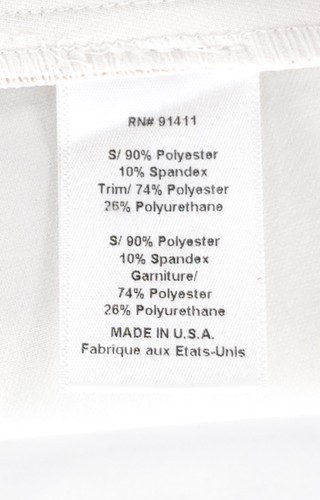 RN# 91411
S/ 90% Polyester
10% Spandex
Trim/ 74% Polyester
26% Polyurethane
S/ 90% Polyester
10% Spandex
Garniture/
74% Polyester
26% Polyurethane
MADE IN U.S.A.
Fabrique aux Etats-Unis